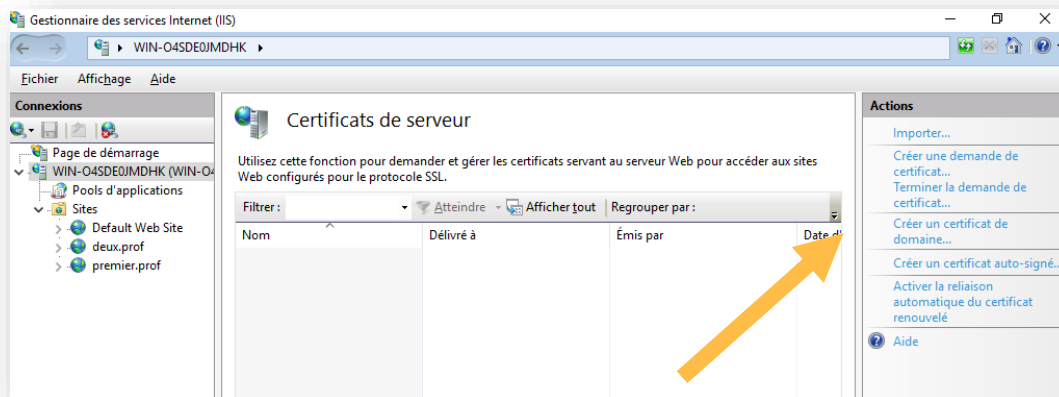 Gestionnaire des services Internet (IIS)
WIN-O4SDE0JMDHK
Fichier Affichage Aide
Connexions
Page de démarrage
WIN-O4SDE0JMDHK (WIN-O4
Pools d'applications
Sites
Default Web Site
deux.prof
premier.prof
Certificats de serveur
Utilisez cette fonction pour demander et gérer les certificats servant au serveur Web pour accéder aux sites
Web configurés pour le protocole SSL.
Filtrer : Atteindre Afficher tout Regrouper par :
Nom Délivré à Émis par Date d'
Actions
Importer...
Créer une demande de
certificat...
Terminer la demande de
certificat...
Créer un certificat de
domaine...
Créer un certificat auto-signé..
Activer la reliaison
automatique du certificat
renouvelé
Aide